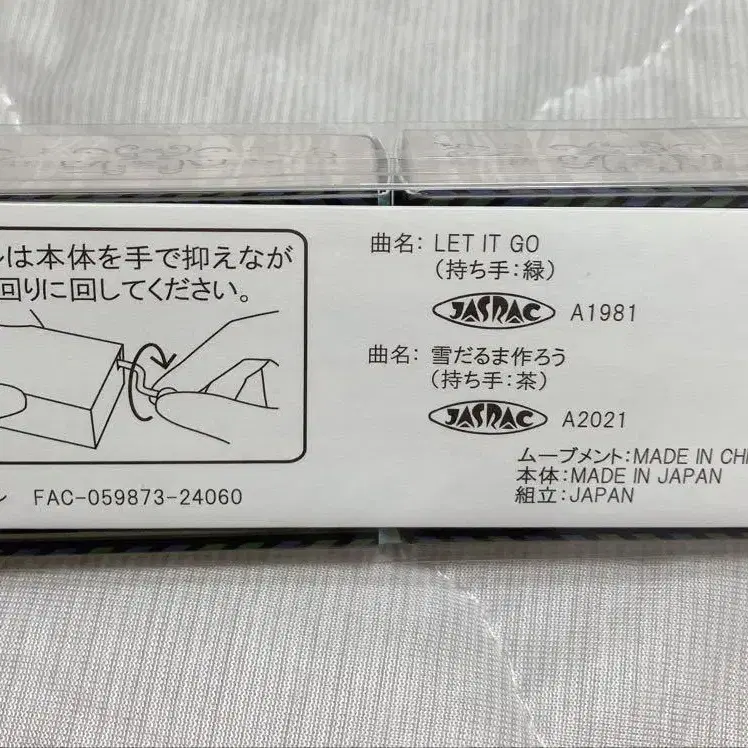 は本体を手で抑えなが
回りに回してください。
FAC-059873-24060
曲名: LET IT GO
(持ち手:緑)
JASRAC A1981
曲名: 雪だるま作ろう
(持ち手:茶)
JASRAC A2021
ムーブメント:MADE IN CHI
本体:MADE IN JAPAN
組立:JAPAN